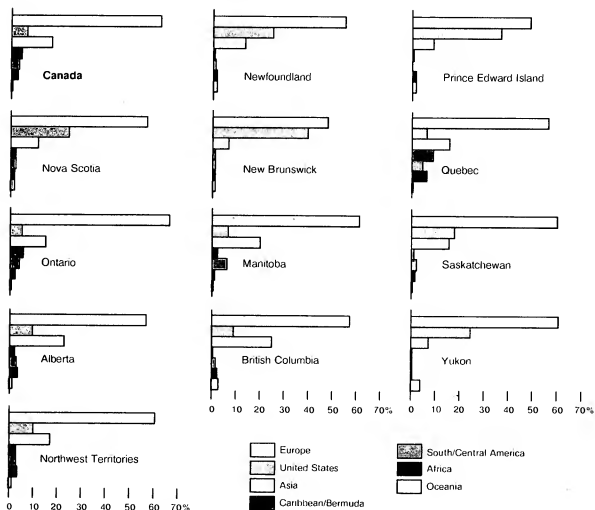 Canada
Newfoundland
Prince Edward Island
Nova Scotia
New Brunswick
Quebec
Ontario
Manitoba
Saskatchewan
Alberta
British Columbia
Yukon
0 10 20 30 40 50 60 70%
0 10 20 30 40 50 60 70%
Northwest Territories
0 10 20 30 40 50 60 70%
Europe
United States
Asia
Caribbean/Bermuda
South/Central America
Africa
Oceania